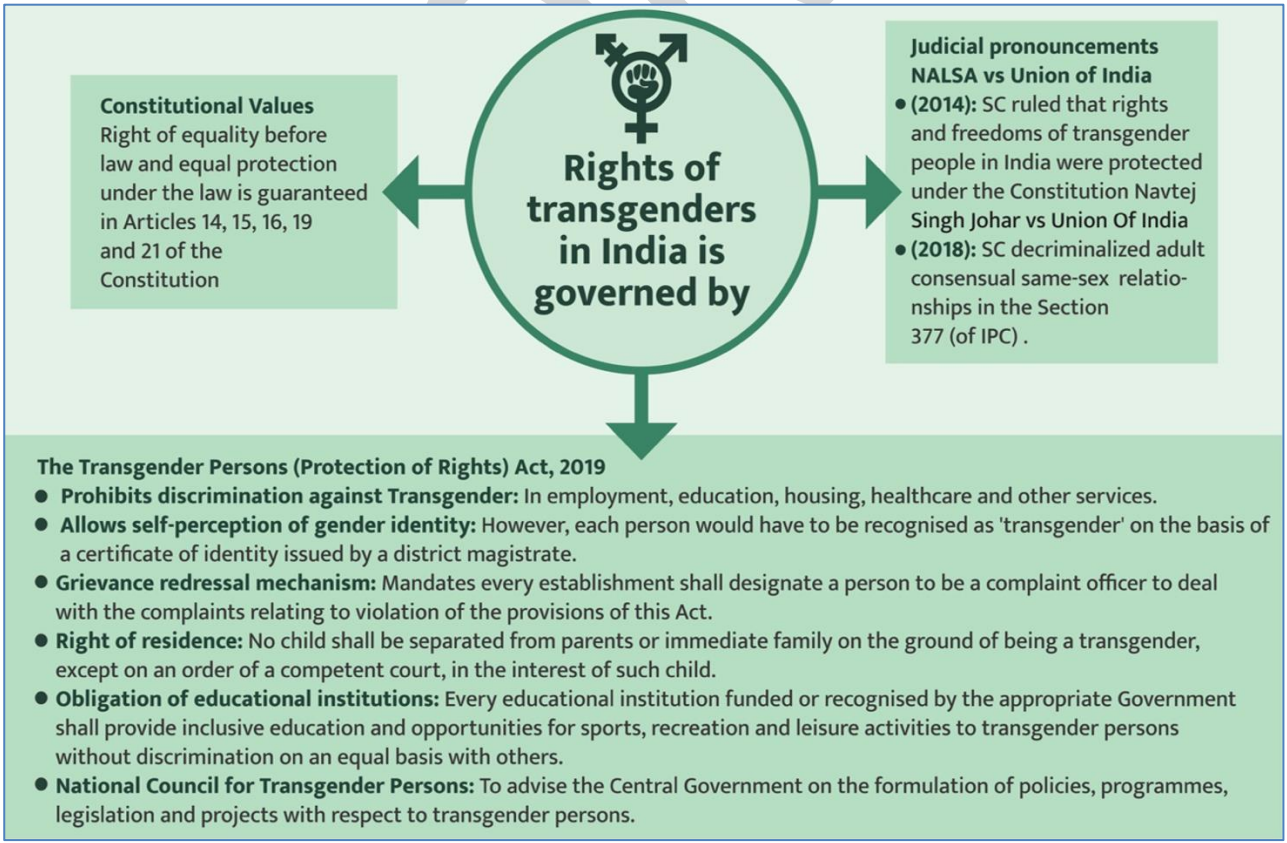 Rights of
transgenders
in India is
governed by
Constitutional Values
Right of equality before
law and equal protection
under the law is guaranteed
in Articles 14, 15, 16, 19
and 21 of the
Constitution
Judicial pronouncements
NALSA vs Union of India
● (2014): SC ruled that rights
and freedoms of transgender
people in India were protected
under the Constitution Navtej
Singh Johar vs Union Of India
● (2018): SC decriminalized adult
consensual same-sex relatio-
nships in the Section
377 (of IPC) .
The Transgender Persons (Protection of Rights) Act, 2019
● Prohibits discrimination against Transgender: In employment, education, housing, healthcare and other services.
● Allows self-perception of gender identity: However, each person would have to be recognised as 'transgender' on the basis of
a certificate of identity issued by a district magistrate.
● Grievance redressal mechanism: Mandates every establishment shall designate a person to be a complaint officer to deal
with the complaints relating to violation of the provisions of this Act.
● Right of residence: No child shall be separated from parents or immediate family on the ground of being a transgender,
except on an order of a competent court, in the interest of such child.
● Obligation of educational institutions: Every educational institution funded or recognised by the appropriate Government
shall provide inclusive education and opportunities for sports, recreation and leisure activities to transgender persons
without discrimination on an equal basis with others.
● National Council for Transgender Persons: To advise the Central Government on the formulation of policies, programmes,
legislation and projects with respect to transgender persons.